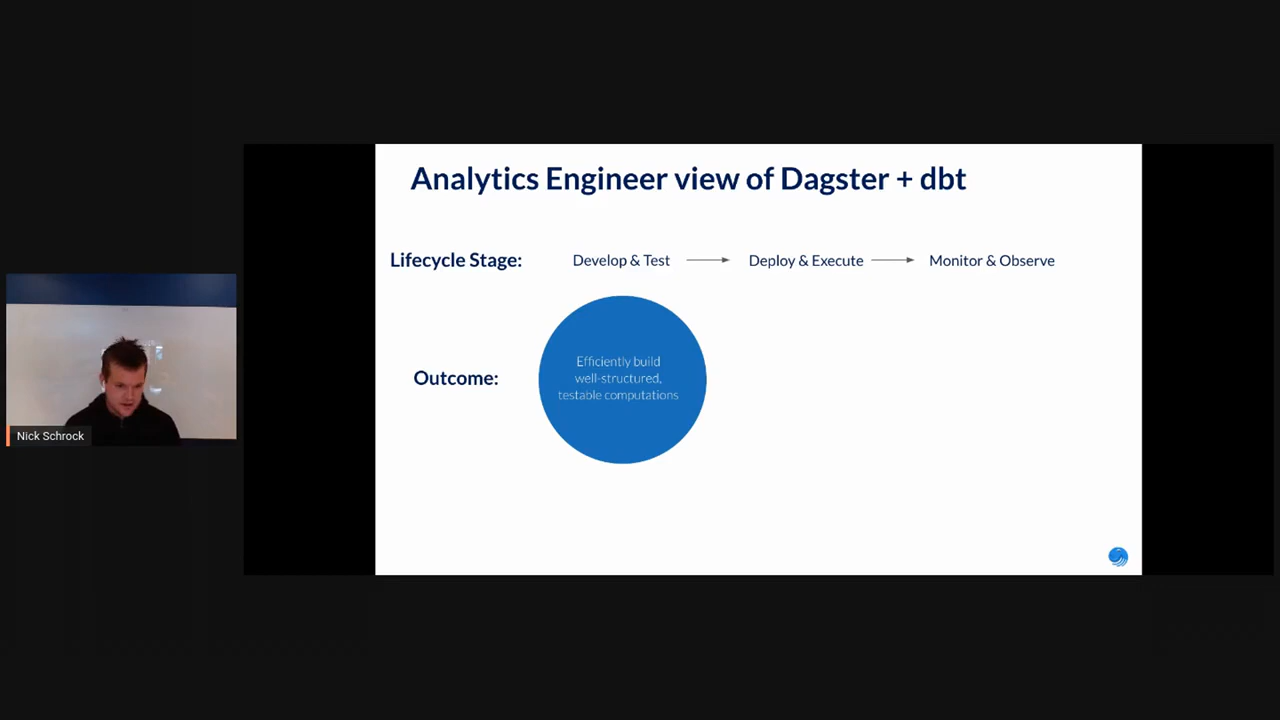 Analytics Engineer view of Dagster + dbt
Lifecycle Stage: Develop & Test Deploy & Execute Monitor & Observe
Outcome:
Efficiently build
well-structured,
testable computations
Nick Schrock